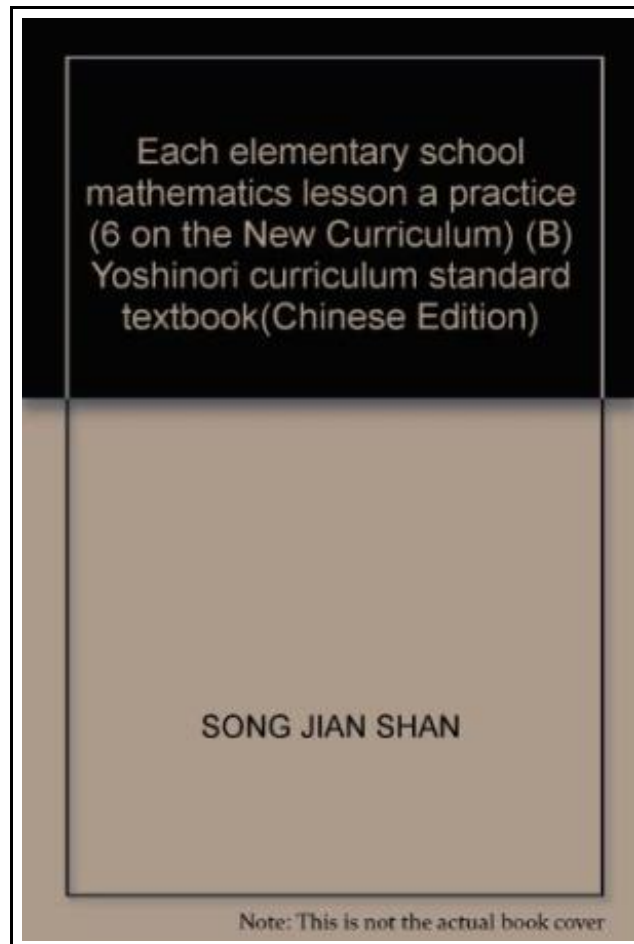 Each elementary school
mathematics lesson a practice
(6 on the New Curriculum) (B)
Yoshinori curriculum standard
textbook(Chinese Edition)
SONG JIAN SHAN
Note: This is not the actual book cover